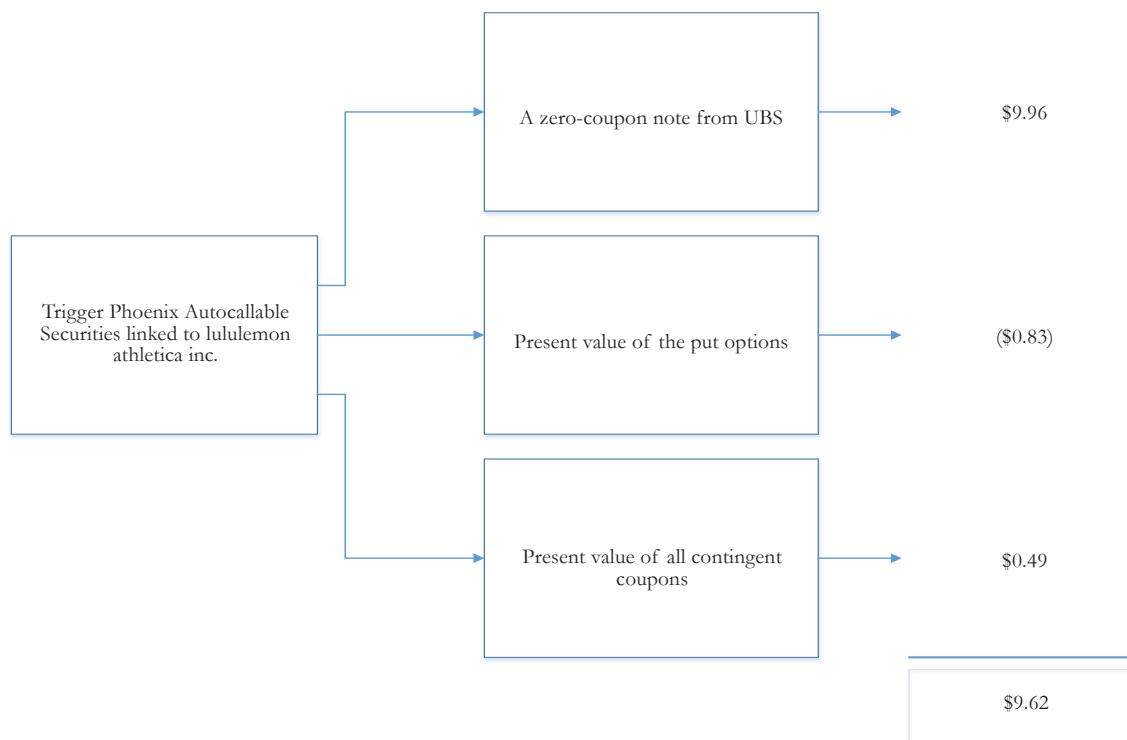 A zero-coupon note from UBS
$9.96
Trigger Phoenix Autocallable
Securities linked to lululemon
athletica inc.
Present value of the put options
($0.83)
Present value of all contingent
coupons
$0.49
$9.62